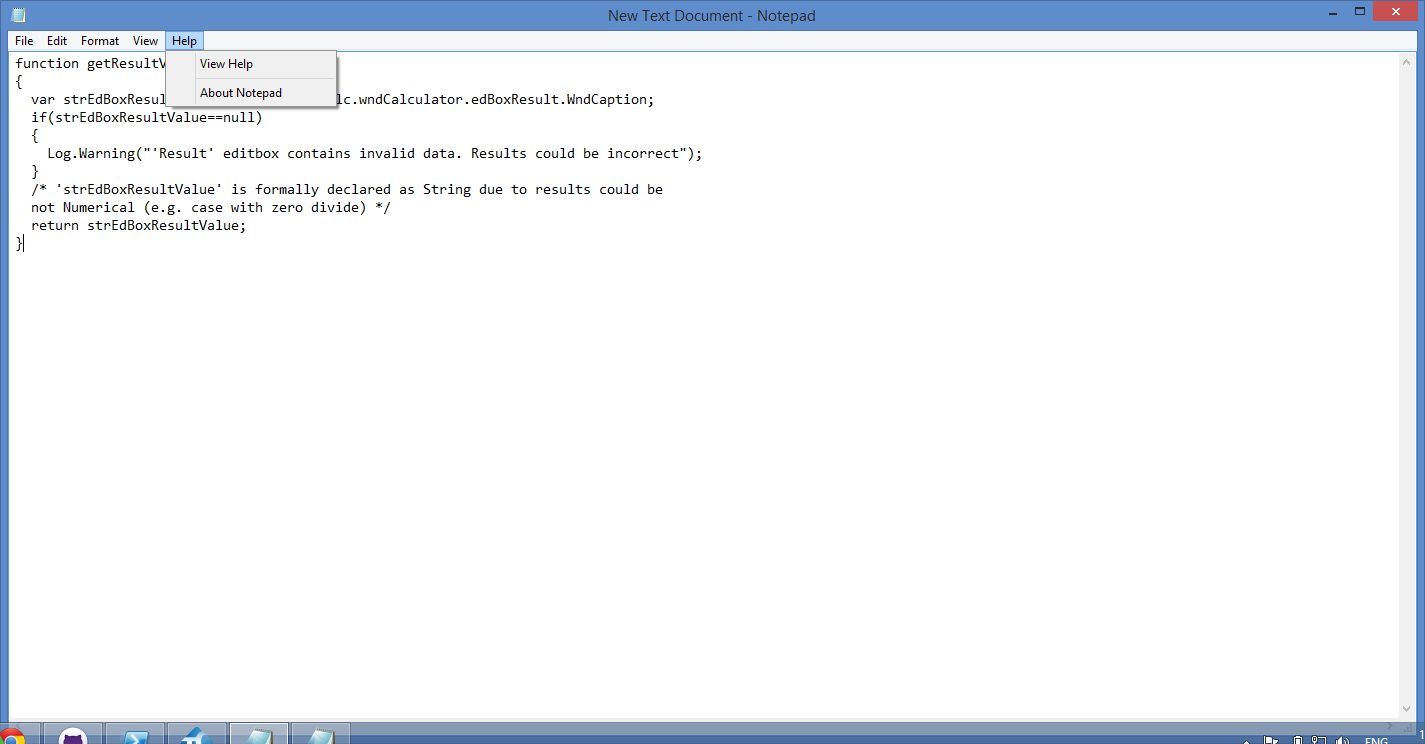 New Text Document - Notepad
File Edit Format View Help
View Help
About Notepad
function getResultV
{
var strEdBoxResul lc.wndCalculator.edBoxResult.WndCaption;
if(strEdBoxResultValue==null)
{
Log.Warning("'Result' editbox contains invalid data. Results could be incorrect");
}
/* 'strEdBoxResultValue' is formally declared as String due to results could be
not Numerical (e.g. case with zero divide) */
return strEdBoxResultValue;
}
ENG